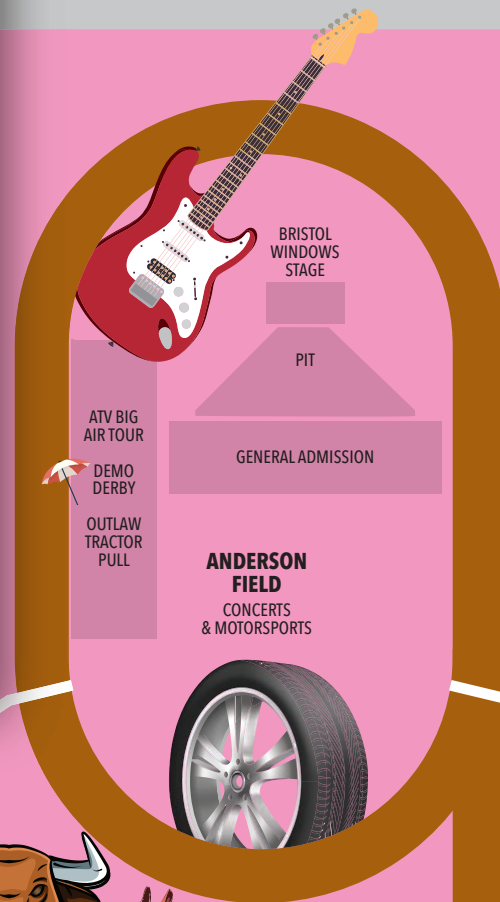 BRISTOL
WINDOWS
STAGE
PIT
GENERAL ADMISSION
ATV BIG
AIR TOUR
DEMO
DERBY
OUTLAW
TRACTOR
PULL
ANDERSON
FIELD
CONCERTS
& MOTORSPORTS